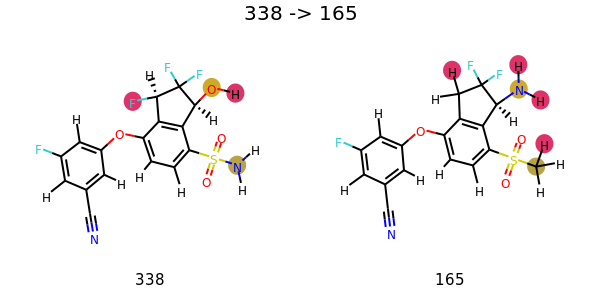 338 -> 165
H F F F O H H
H F O O S N H H
H H H O N
H F F H N H H
H H F O O S H H
H H H H O N
338 165